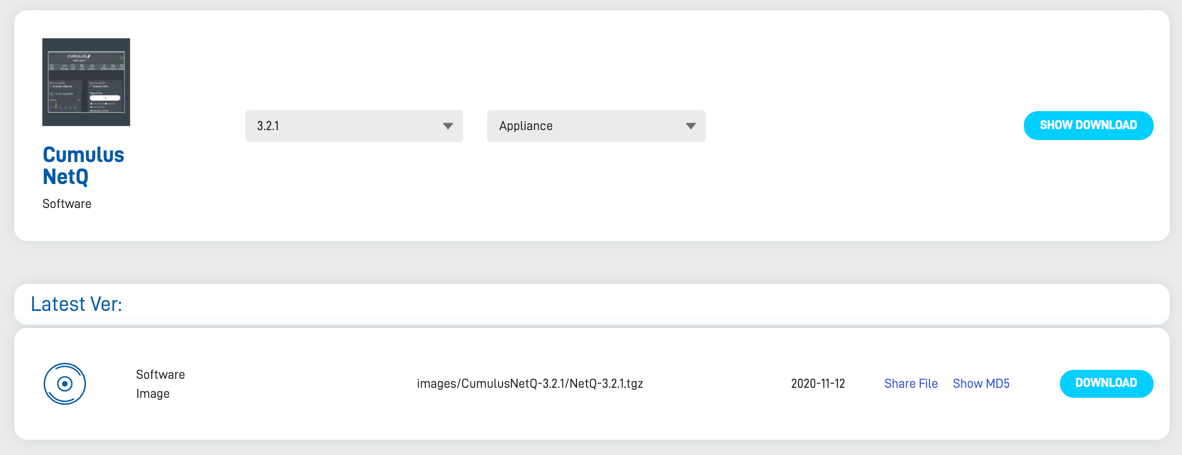 CUMULUS
3.2.1
Appliance
SHOW DOWNLOAD
Cumulus
NetQ
Software
Latest Ver:
Software
Image
images/CumulusNetQ-3.2.1/NetQ-3.2.1.tgz
2020-11-12
Share File
Show MD5
DOWNLOAD